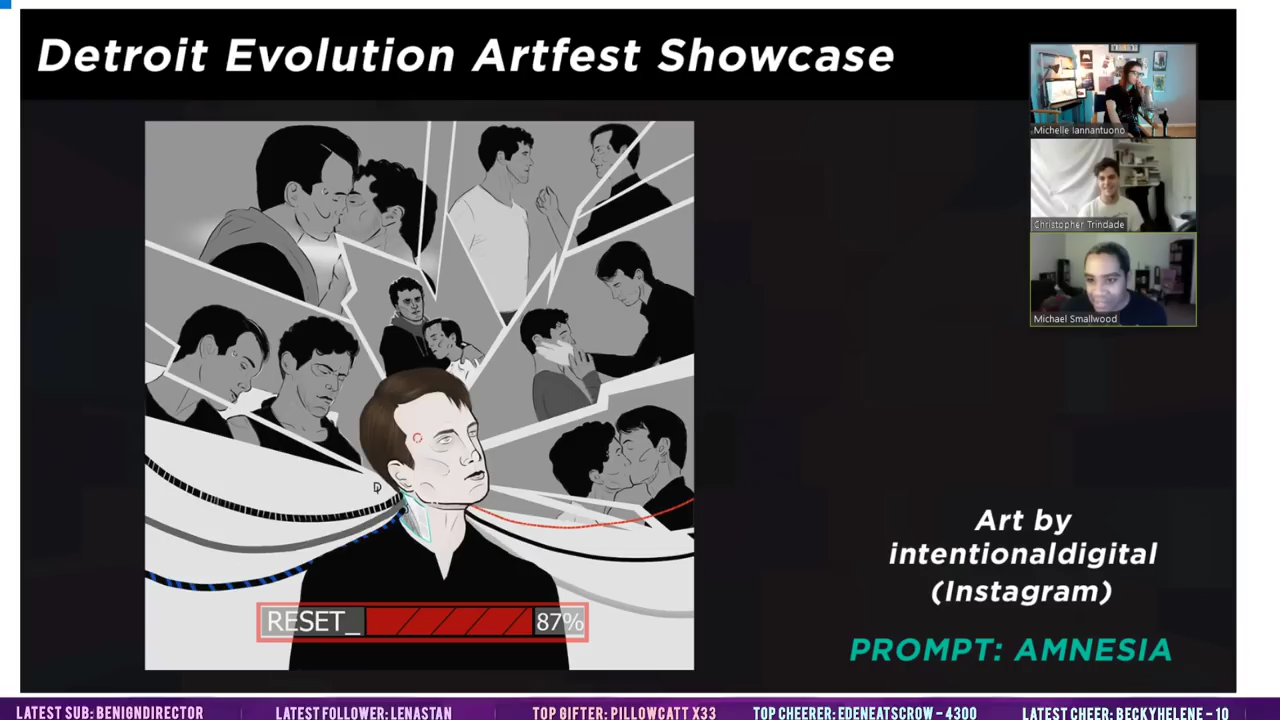 Detroit Evolution Artfest Showcase
Michelle Iannantuono
Christopher Trindade
Michael Smallwood
RESET_
87%
Art by
intentionaldigital
(Instagram)
PROMPT: AMNESIA
LATEST SUB: BENIGNDIRECTOR
LATEST FOLLOWER: LENASTAN
TOP GIFTER: PILLOWCATT X33
TOP CHEERER: EDENEATSCROW - 4300
LATEST CHEER: BECKYHELENE - 10